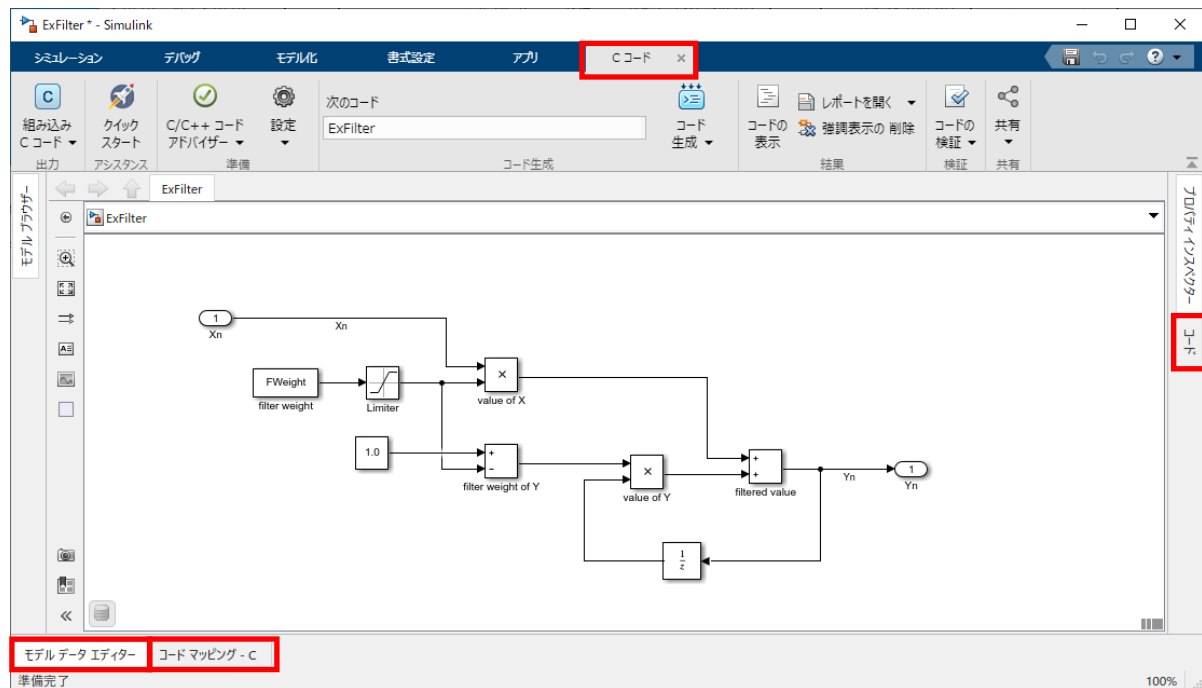 ExFilter * - Simulink
シミュレーション デバッグ モデル化 書式設定 アプリ C コード ×
C
組み込み
C コード
クイック
スタート
C/C++ コード
アドバイザー
設定
次のコード
ExFilter
コード
生成
コードの
表示
レポートを開く
強調表示の 削除
コードの
検証
共有
出力 アシスタンス 準備 コード生成 結果 検証 共有
モデル ブラウザー
ExFilter
ExFilter
プロパティ インスペクター
コード
1
Xn
Xn
FWeight
filter weight
Limiter
×
value of X
1.0
+
−
filter weight of Y
×
value of Y
+
+
filtered value
Yn
1
Yn
1
z
モデル データ エディター コード マッピング - C
準備完了 100%